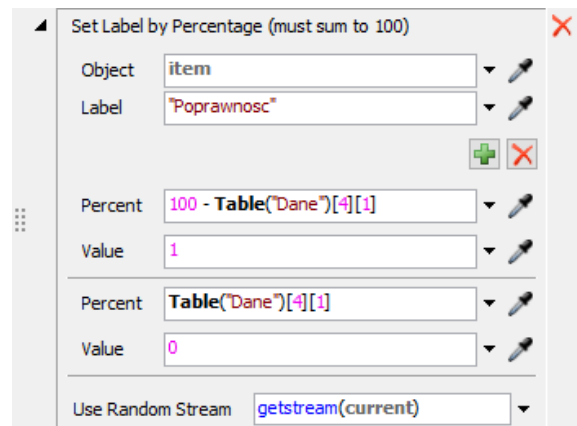 Set Label by Percentage (must sum to 100)
Object item
Label "Poprawnosc"
Percent 100 - Table("Dane")[4][1]
Value 1
Percent Table("Dane")[4][1]
Value 0
Use Random Stream getstream(current)